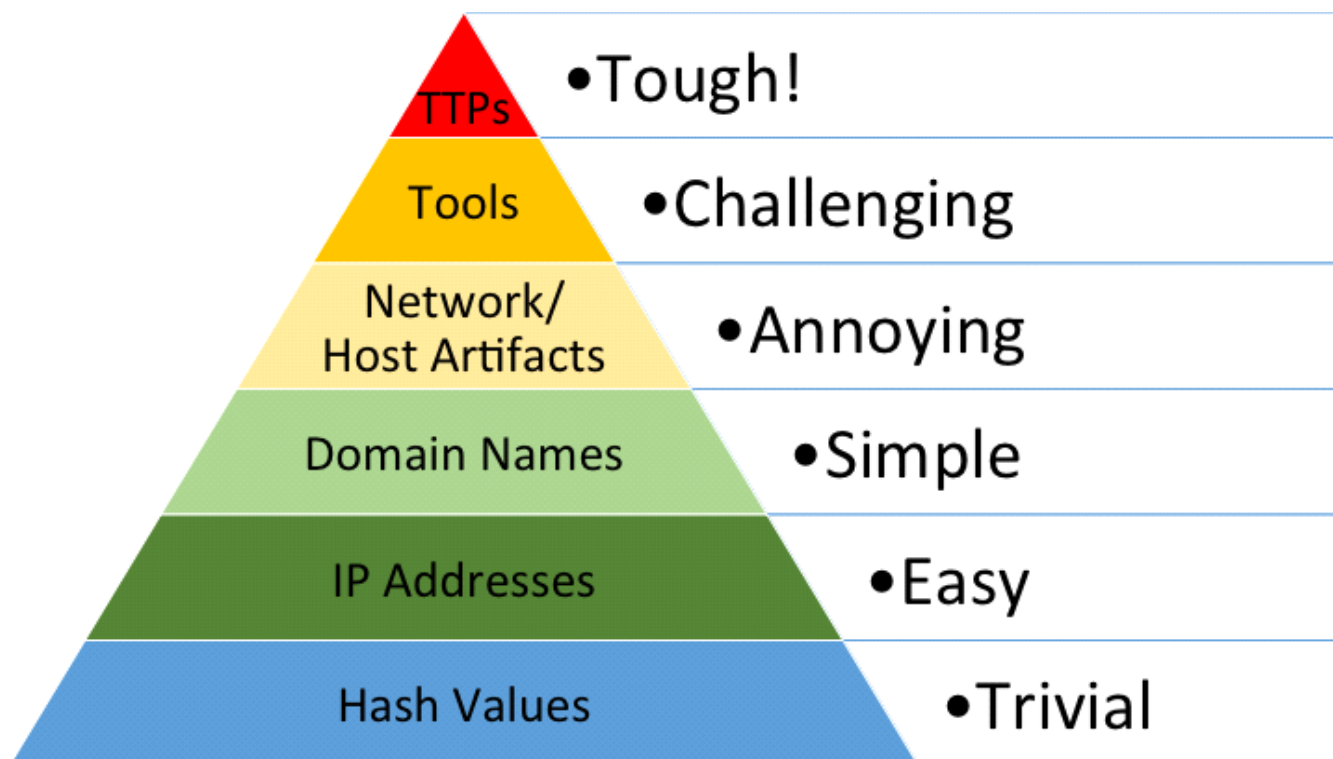 TTPs
•Tough!
Tools
•Challenging
Network/
Host Artifacts
•Annoying
Domain Names
•Simple
IP Addresses
•Easy
Hash Values
•Trivial